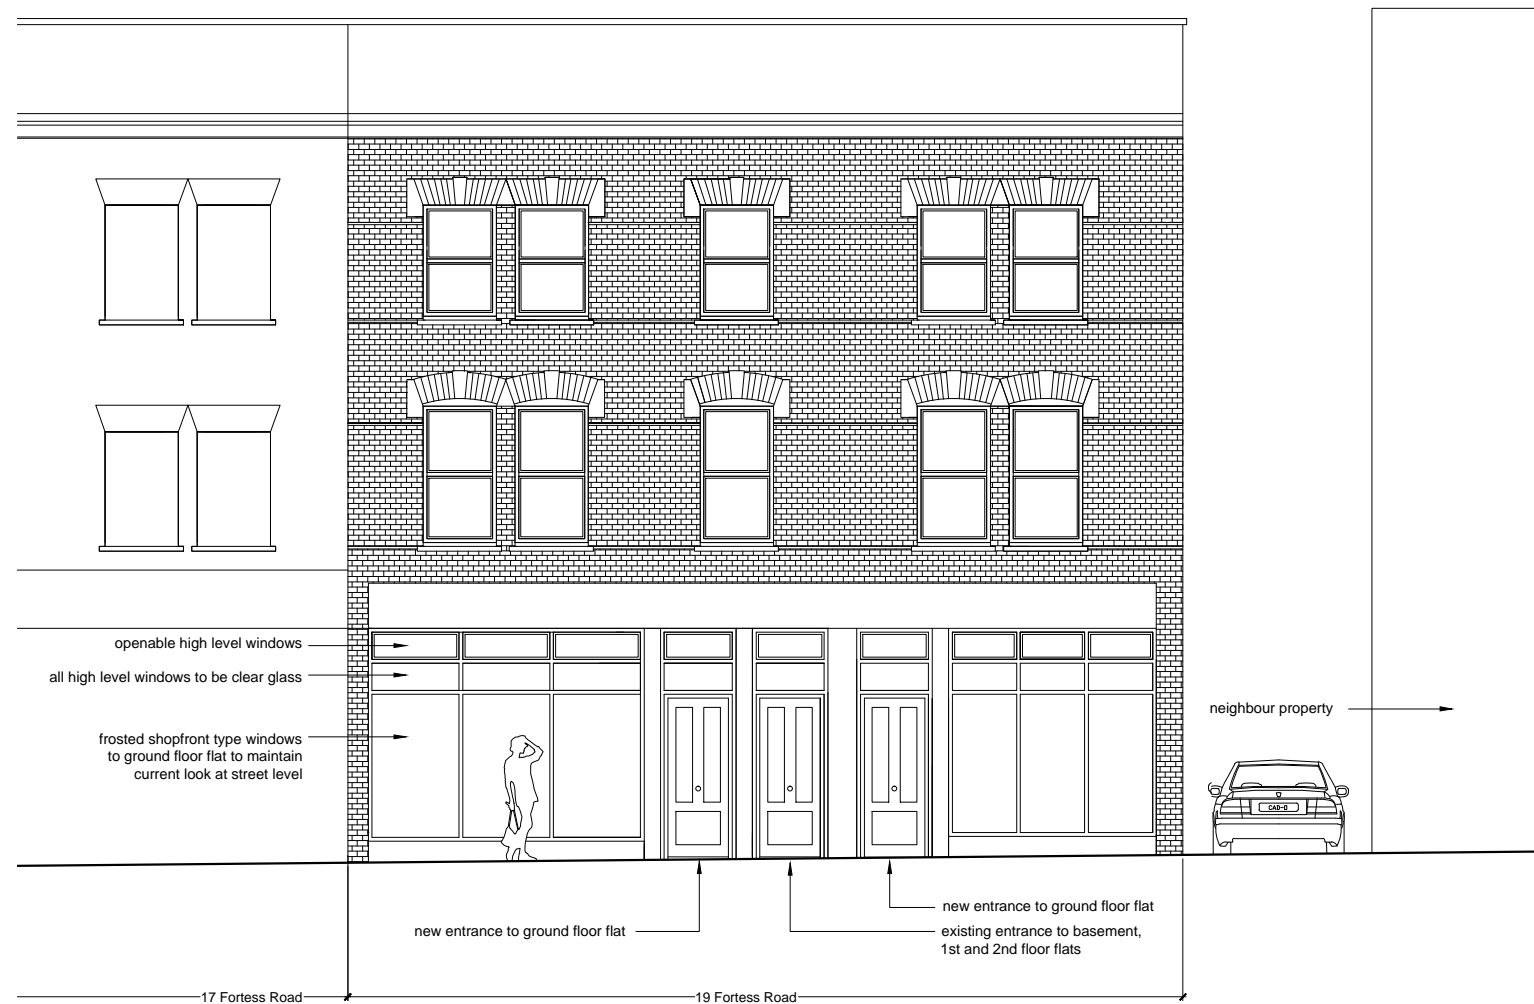 openable high level windows
all high level windows to be clear glass
frosted shopfront type windows
to ground floor flat to maintain
current look at street level
neighbour property
CAD-O
new entrance to ground floor flat
new entrance to ground floor flat
existing entrance to basement,
1st and 2nd floor flats
17 Fortess Road
19 Fortess Road